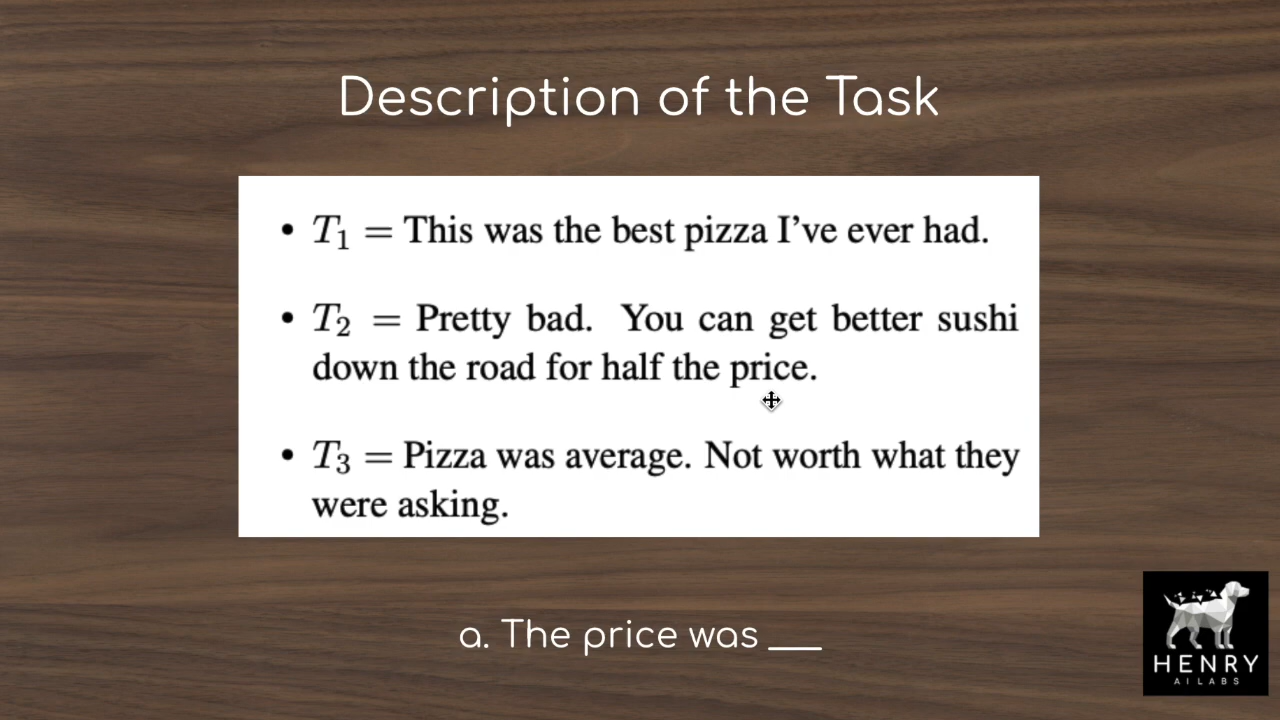 Description of the Task
• T1 = This was the best pizza I've ever had.
• T2 = Pretty bad. You can get better sushi
down the road for half the price.
• T3 = Pizza was average. Not worth what they
were asking.
a. The price was ___
HENRY
AI LABS